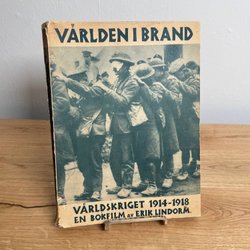 VÄRLDEN I BRAND
VÄRLDSKRIGET 1914-1918
EN BOKFILM AV ERIK LINDORM